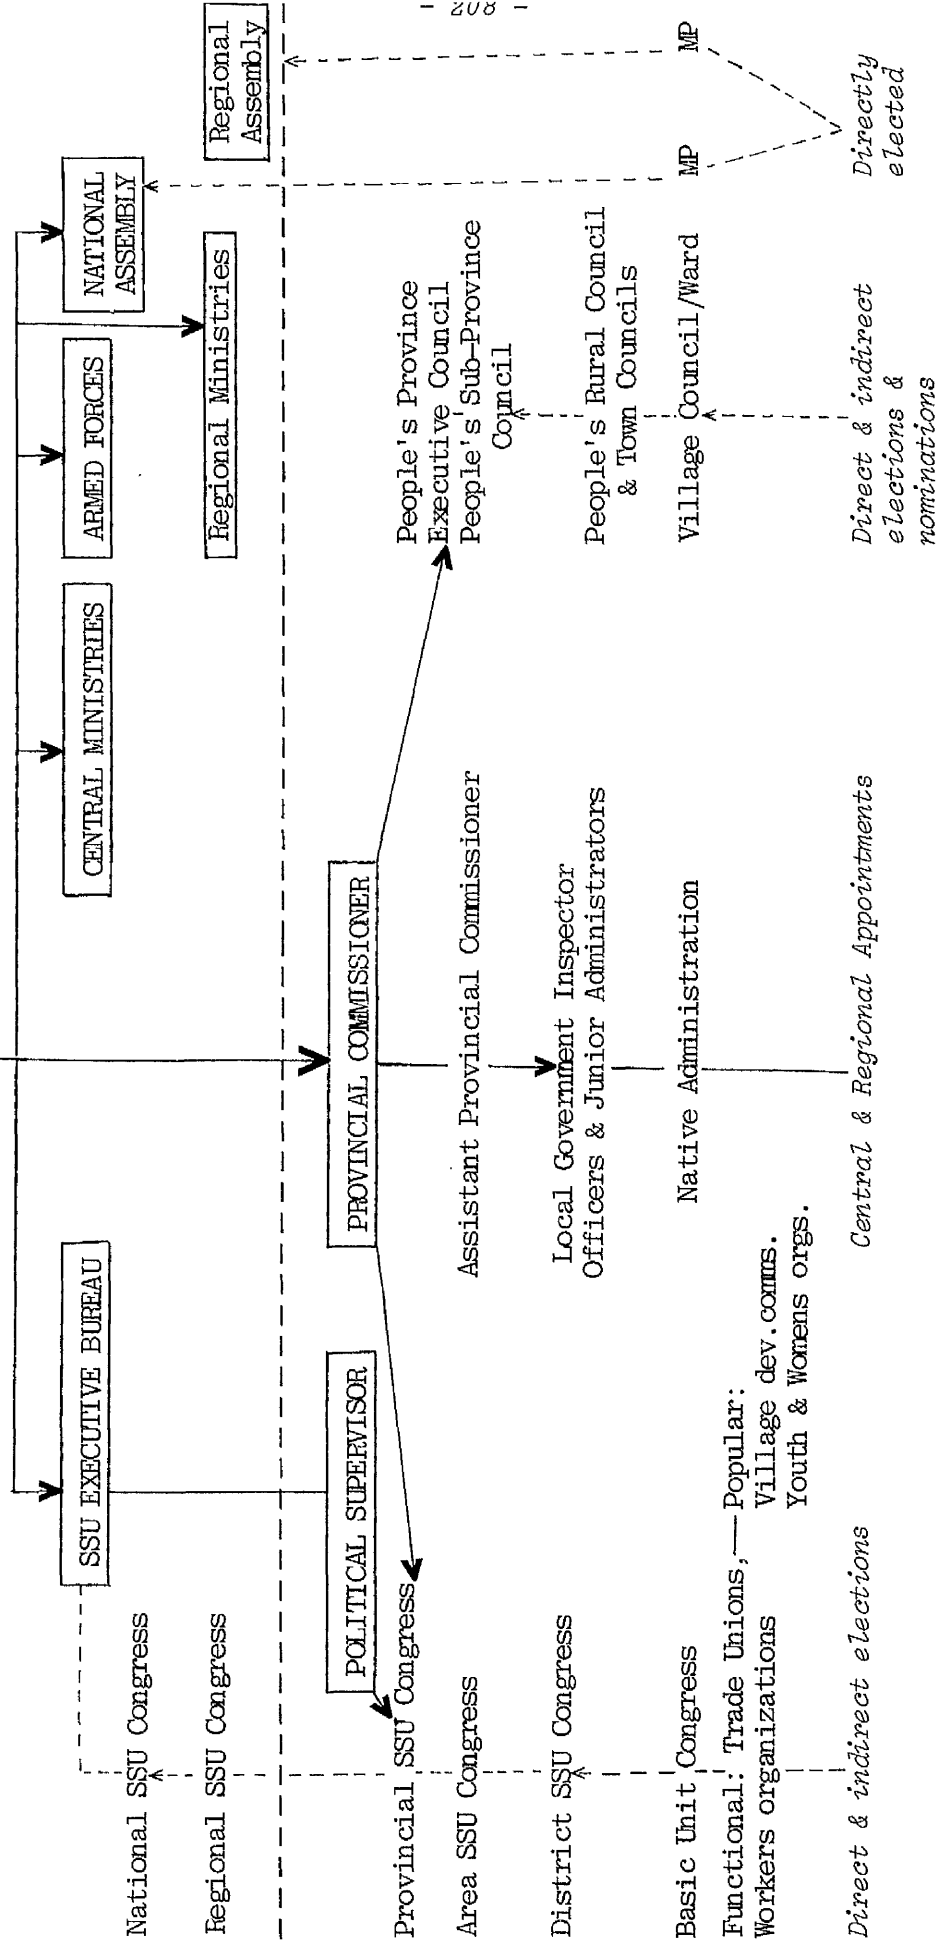 - 208 -
SSU EXECUTIVE BUREAU
CENTRAL MINISTRIES
ARMED FORCES
NATIONAL
ASSEMBLY
National SSU Congress
Regional SSU Congress
Regional Ministries
Regional
Assembly
POLITICAL SUPERVISOR
PROVINCIAL COMMISSIONER
Provincial SSU Congress
Area SSU Congress
District SSU Congress
Basic Unit Congress
Functional: Trade Unions,—Popular:
Workers organizations
Village dev.comms.
Youth & Womens orgs.
Direct & indirect elections
Assistant Provincial Commissioner
Local Government Inspector
Officers & Junior Administrators
Native Administration
Central & Regional Appointments
People's Province
Executive Council
People's Sub-Province
Council
People's Rural Council
& Town Councils
Village Council/Ward
Direct & indirect
elections &
nominations
MP
MP
Directly
elected